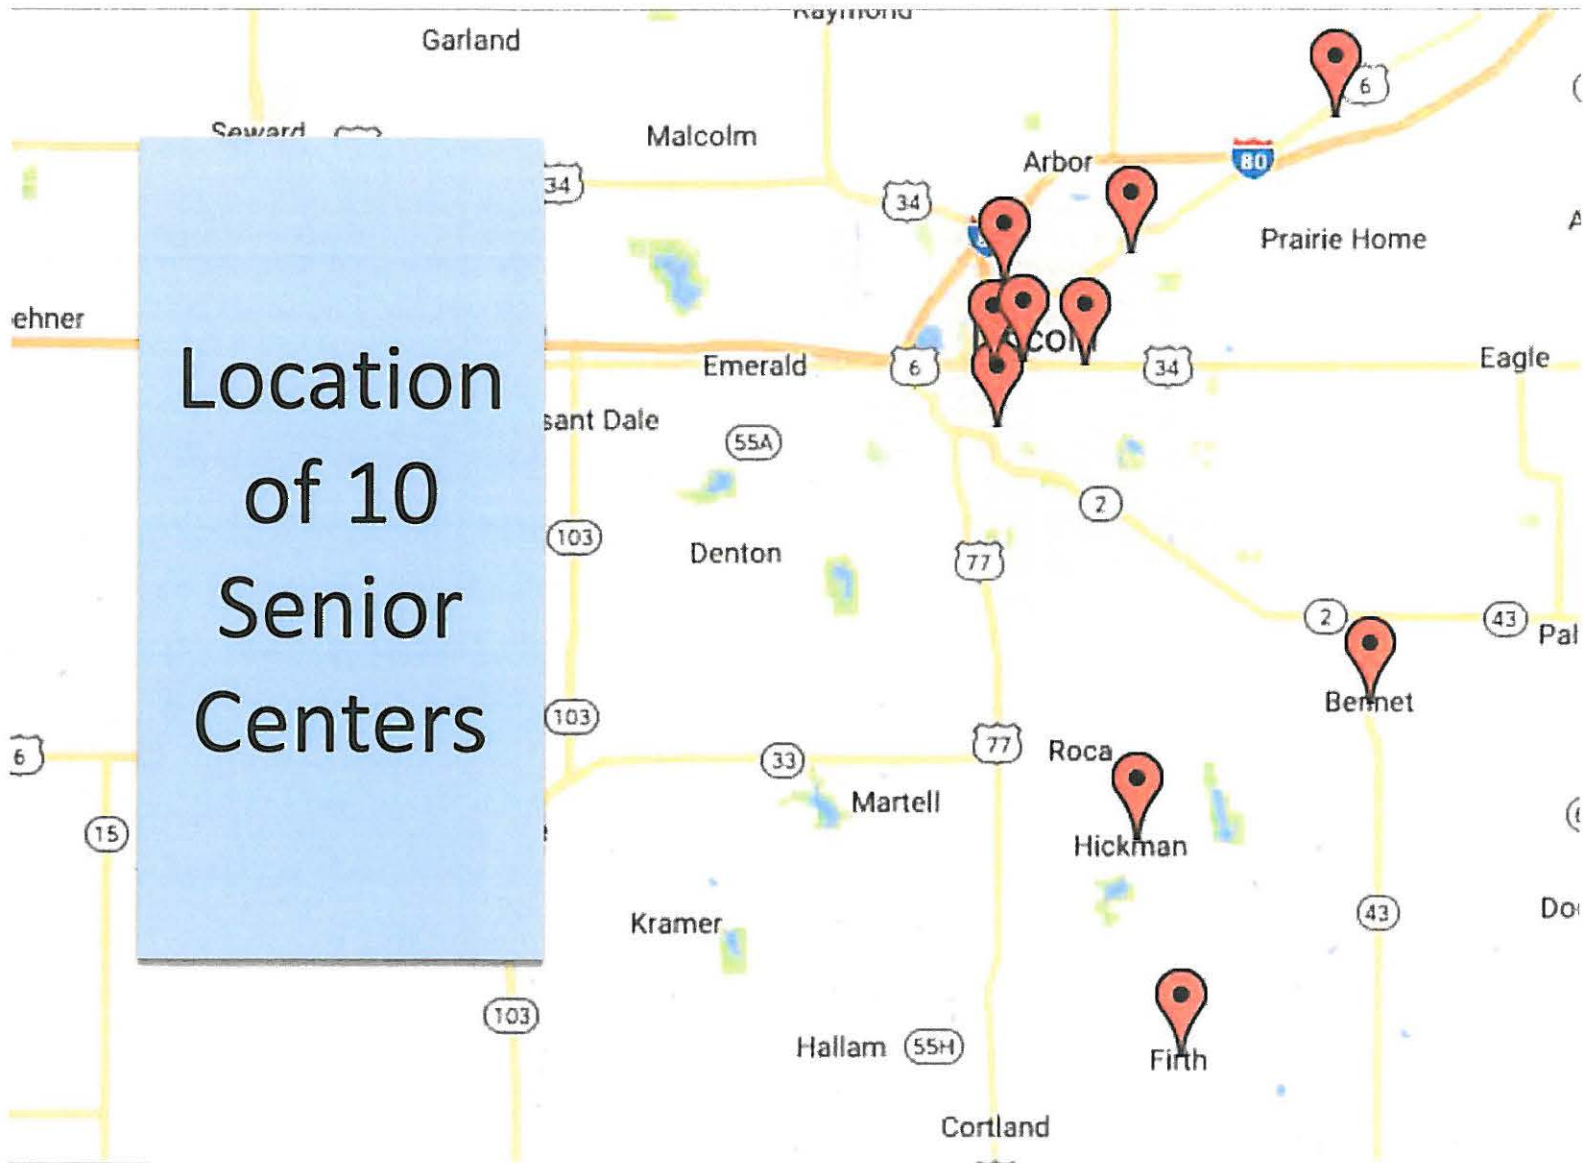 Raymond
Garland
6
Seward
Malcolm
Arbor
80
34
34
Prairie Home
ehner
Location
of 10
Senior
Centers
Emerald
6
34
Eagle
sant Dale
55A
2
103
Denton
77
2
43
Pal
Bennet
103
6
33
77
Roca
Martell
15
Hickman
Kramer
43
Do
103
Hallam
55H
Firth
Cortland